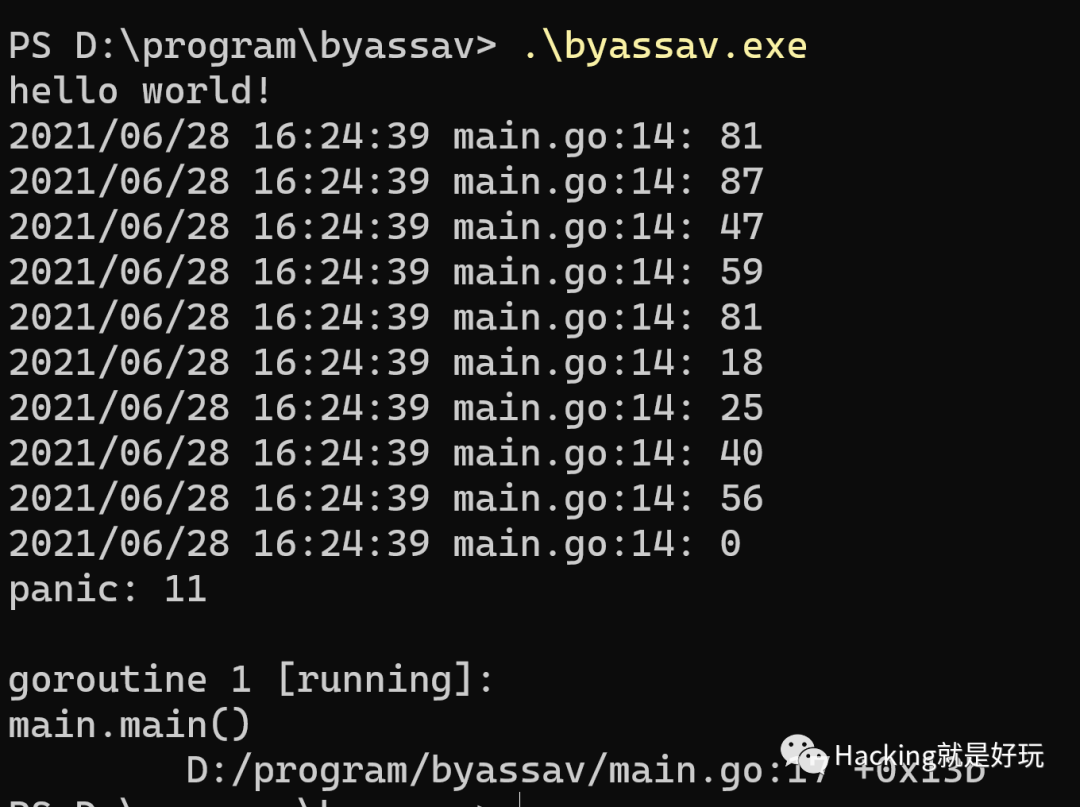 PS D:\program\byassav> .\byassav.exe
hello world!
2021/06/28 16:24:39 main.go:14: 81
2021/06/28 16:24:39 main.go:14: 87
2021/06/28 16:24:39 main.go:14: 47
2021/06/28 16:24:39 main.go:14: 59
2021/06/28 16:24:39 main.go:14: 81
2021/06/28 16:24:39 main.go:14: 18
2021/06/28 16:24:39 main.go:14: 25
2021/06/28 16:24:39 main.go:14: 40
2021/06/28 16:24:39 main.go:14: 56
2021/06/28 16:24:39 main.go:14: 0
panic: 11
goroutine 1 [running]:
main.main()
D:/program/byassav/main.go:17 +0x13b
Hacking就是好玩
PS D:\program\byassav>